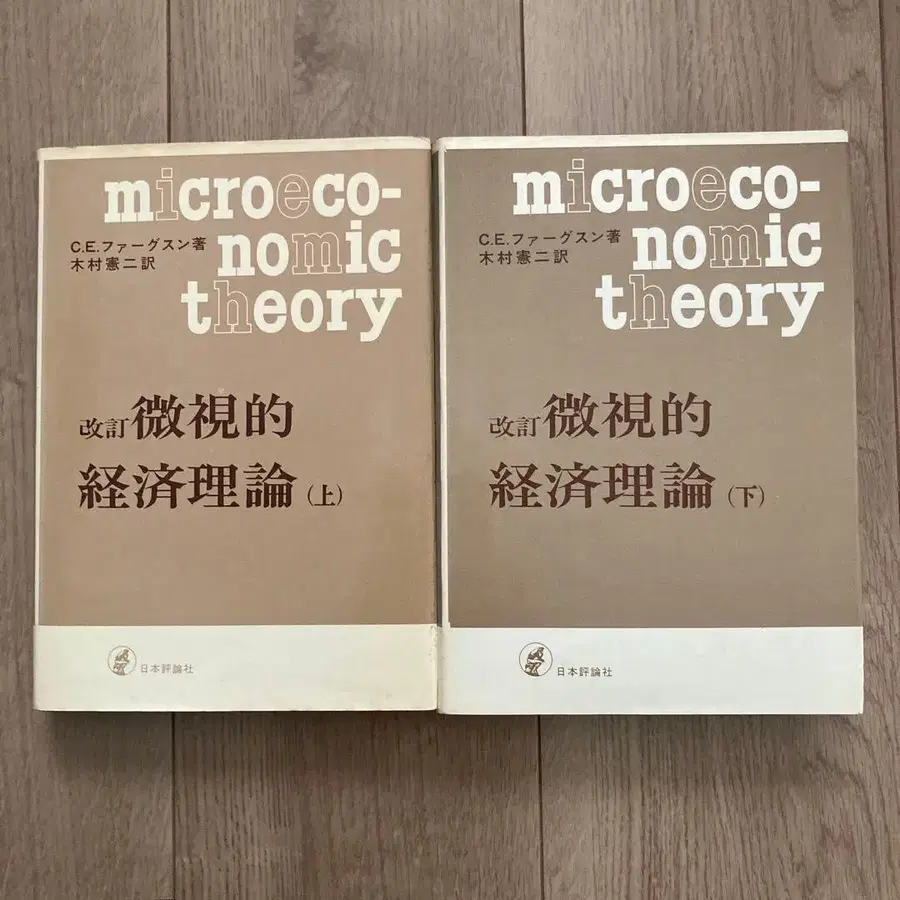 microeco-
nomic
theory
C.E.ファーグスン著
木村憲二訳
改訂 微視的
経済理論(上)
日本評論社
microeco-
nomic
theory
C.E.ファーグスン著
木村憲二訳
改訂 微視的
経済理論(下)
日本評論社